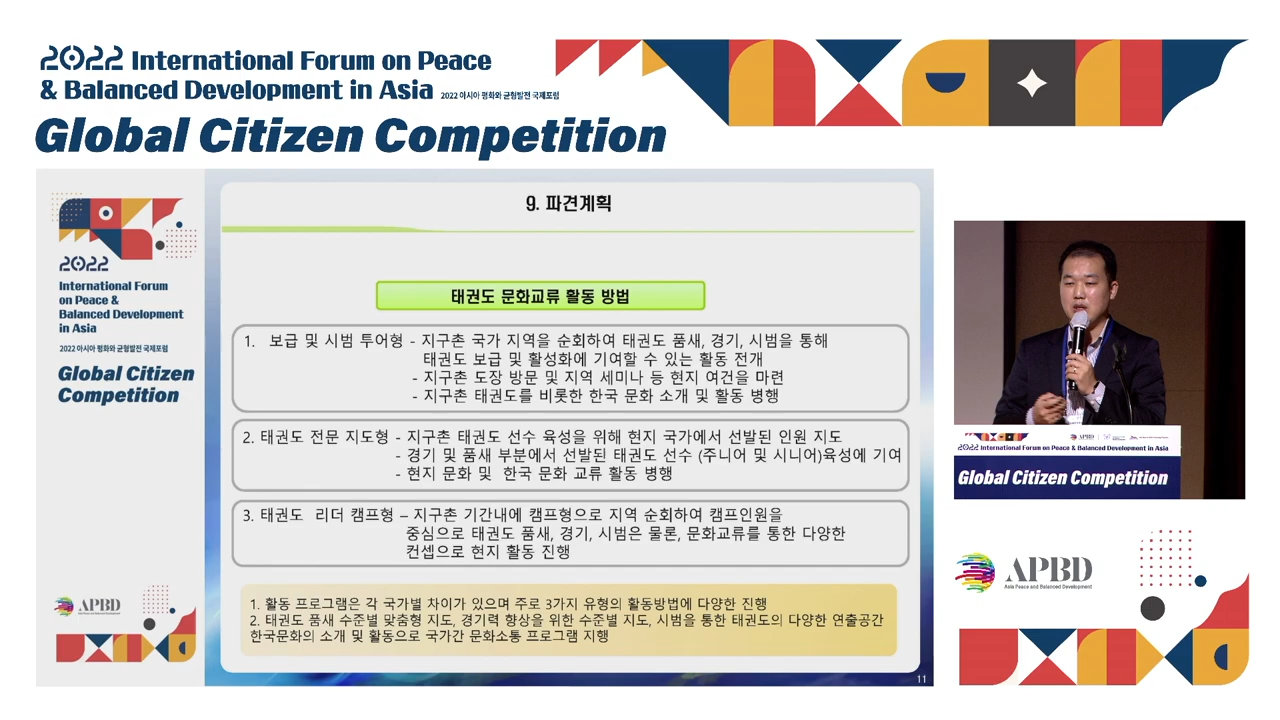 2022 International Forum on Peace
& Balanced Development in Asia 2022 아시아 평화와 균형발전 국제포럼
Global Citizen Competition
2022
International Forum
on Peace &
Balanced Development
in Asia
2022 아시아 평화와 균형발전 국제포럼
Global Citizen
Competition
APBD
9. 파견계획
태권도 문화교류 활동 방법
1. 보급 및 시범 투어형 - 지구촌 국가 지역을 순회하여 태권도 품새, 경기, 시범을 통해
태권도 보급 및 활성화에 기여할 수 있는 활동 전개
- 지구촌 도장 방문 및 지역 세미나 등 현지 여건을 마련
- 지구촌 태권도를 비롯한 한국 문화 소개 및 활동 병행
2. 태권도 전문 지도형 - 지구촌 태권도 선수 육성을 위해 현지 국가에서 선발된 인원 지도
- 경기 및 품새 부분에서 선발된 태권도 선수 (주니어 및 시니어)육성에 기여
- 현지 문화 및 한국 문화 교류 활동 병행
3. 태권도 리더 캠프형 – 지구촌 기간내에 캠프형으로 지역 순회하여 캠프인원을
중심으로 태권도 품새, 경기, 시범은 물론, 문화교류를 통한 다양한
컨셉으로 현지 활동 진행
1. 활동 프로그램은 각 국가별 차이가 있으며 주로 3가지 유형의 활동방법에 다양한 진행
2. 태권도 품새 수준별 맞춤형 지도, 경기력 향상을 위한 수준별 지도, 시범을 통한 태권도의 다양한 연출공간
한국문화의 소개 및 활동으로 국가간 문화소통 프로그램 지행
11
2022 International Forum on Peace & Balanced Development in Asia
Global Citizen Competition
APBD
Asia Peace and Balanced Development